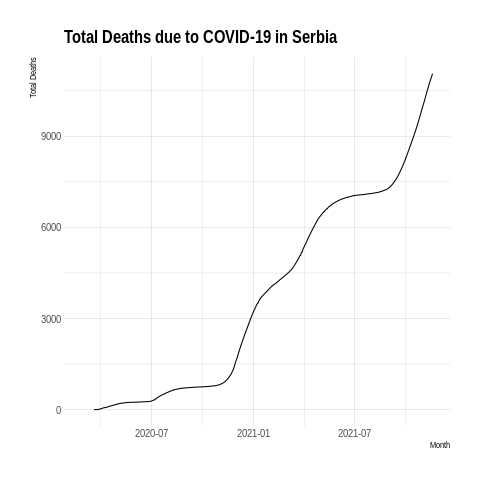 Total Deaths due to COVID-19 in Serbia
Total Deaths
9000
6000
3000
0
2020-07
2021-01
2021-07
Month